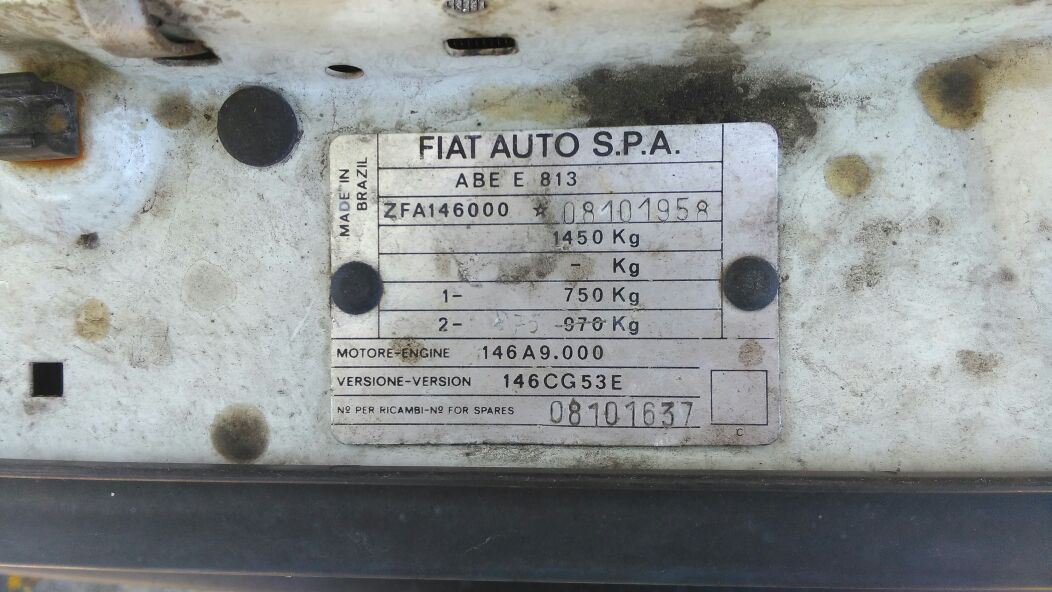 FIAT AUTO S.P.A.
MADE IN BRAZIL
ABE E 813
ZFA146000 ☆ 08101958
1450 Kg
- Kg
1- 750 Kg
2- 970 Kg
MOTORE-ENGINE 146A9.000
VERSIONE-VERSION 146CG53E
Nº PER RICAMBI-Nº FOR SPARES 08101637
C